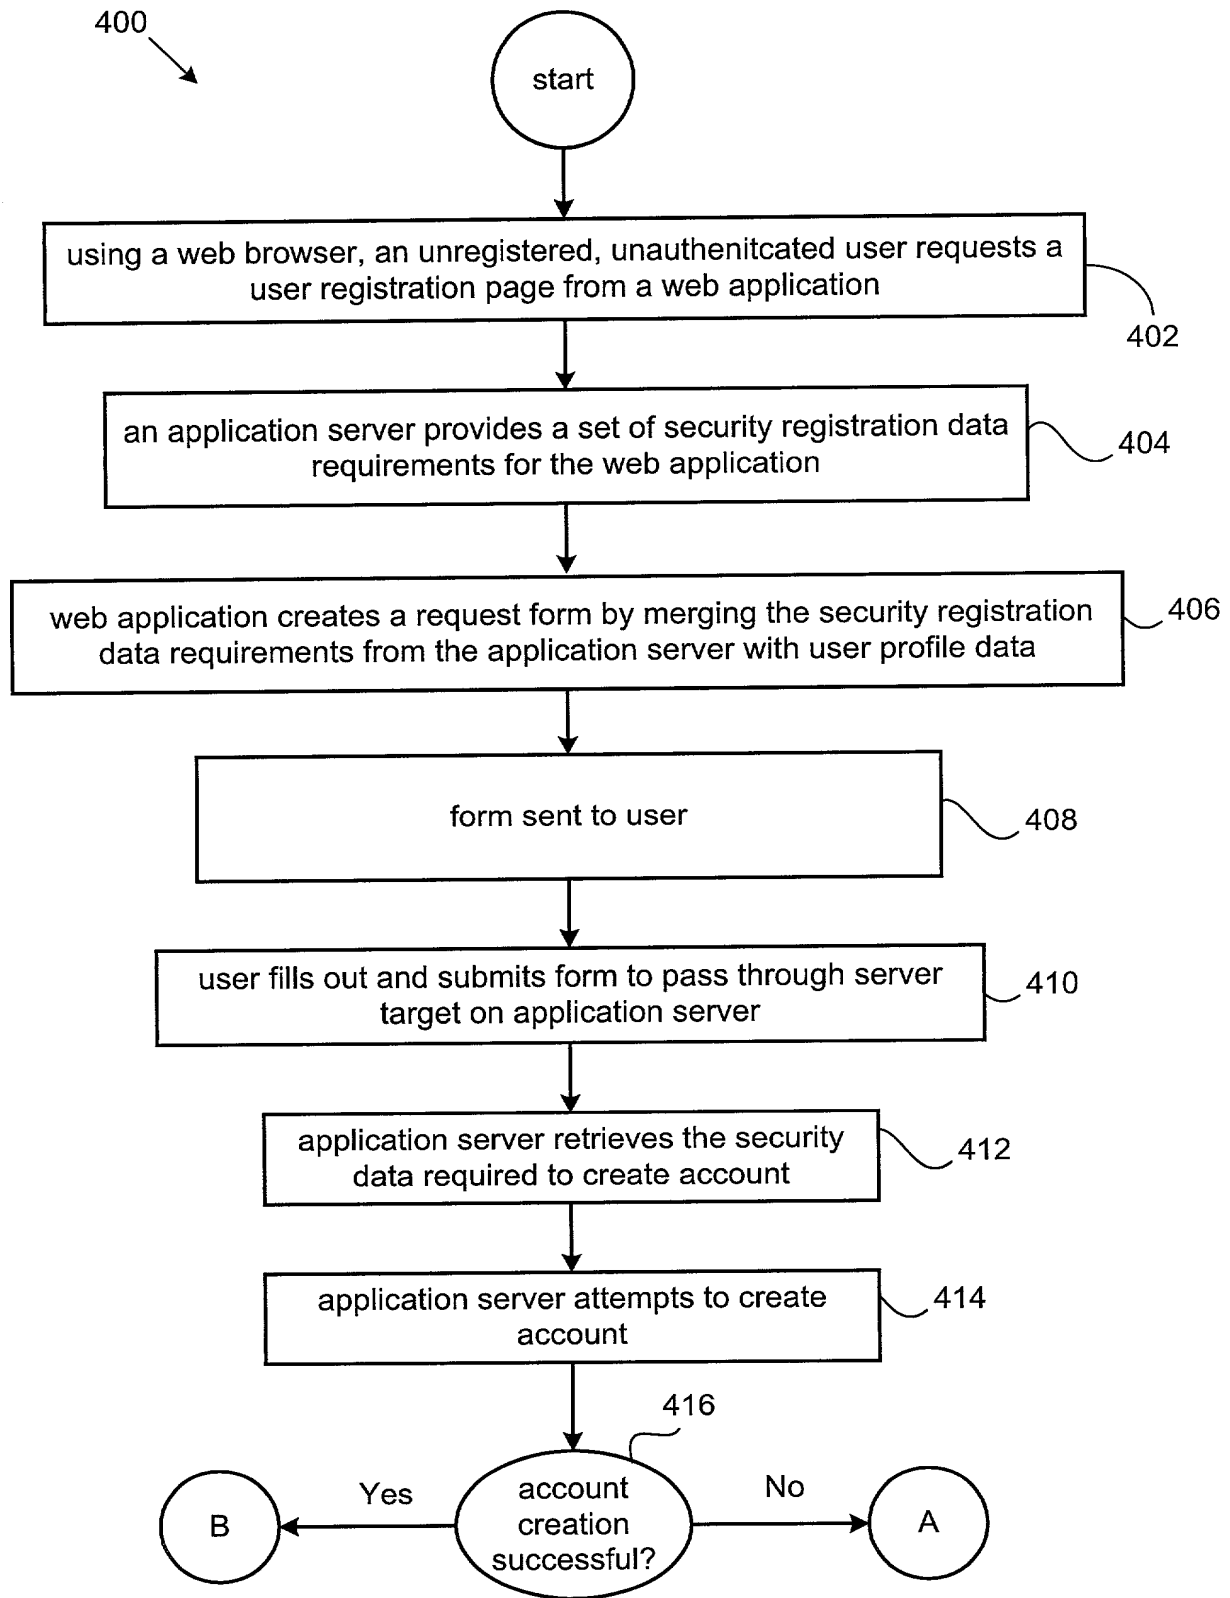 400
start
using a web browser, an unregistered, unauthenitcated user requests a
user registration page from a web application
402
an application server provides a set of security registration data
requirements for the web application
404
web application creates a request form by merging the security registration
data requirements from the application server with user profile data
406
form sent to user
408
user fills out and submits form to pass through server
target on application server
410
application server retrieves the security
data required to create account
412
application server attempts to create
account
414
416
account
creation
successful?
Yes
No
B
A